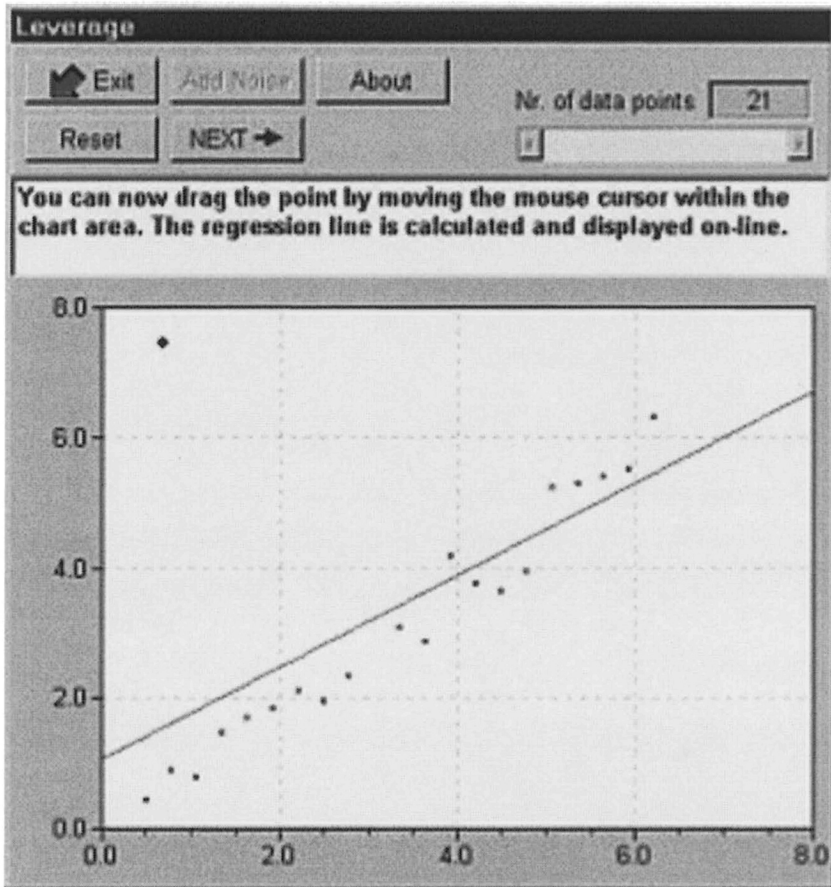 Leverage
Exit
Add Noise
About
Nr. of data points 21
Reset
NEXT
You can now drag the point by moving the mouse cursor within the
chart area. The regression line is calculated and displayed on-line.
8.0
6.0
4.0
2.0
0.0
0.0 2.0 4.0 6.0 8.0